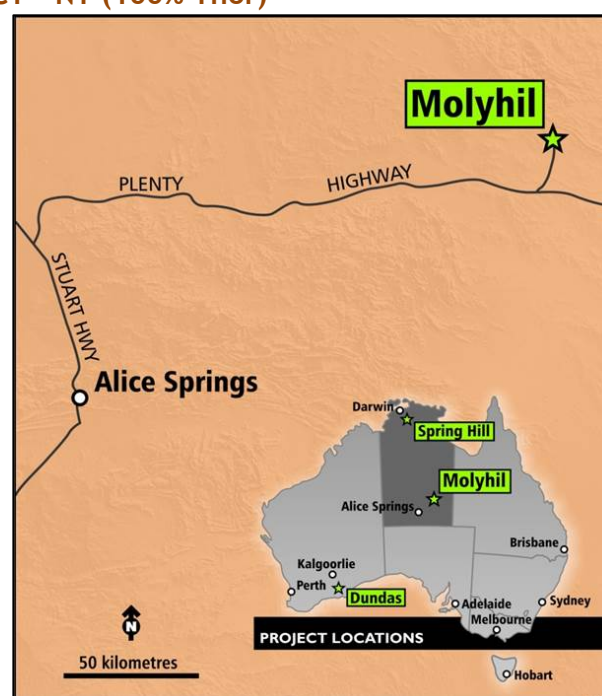 Molyhil
PLENTY
HIGHWAY
STUART HWY
Alice Springs
Darwin
Spring Hill
Molyhil
Alice Springs
Brisbane
Kalgoorlie
Perth
Dundas
Adelaide
Sydney
Melbourne
N
PROJECT LOCATIONS
50 kilometres
Hobart